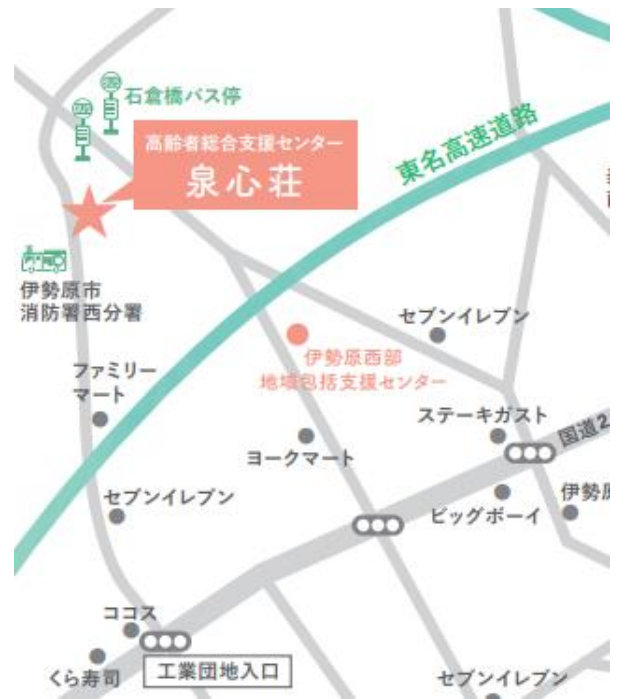 石倉橋バス停
高齢者総合支援センター
泉心荘
東名高速道路
伊勢原市
消防署西分署
セブンイレブン
伊勢原西部
地域包括支援センター
ファミリー
マート
ステーキガスト
国道2
ヨークマート
セブンイレブン
ビッグボーイ
伊勢原
ココス
くら寿司
工業団地入口
セブンイレブン